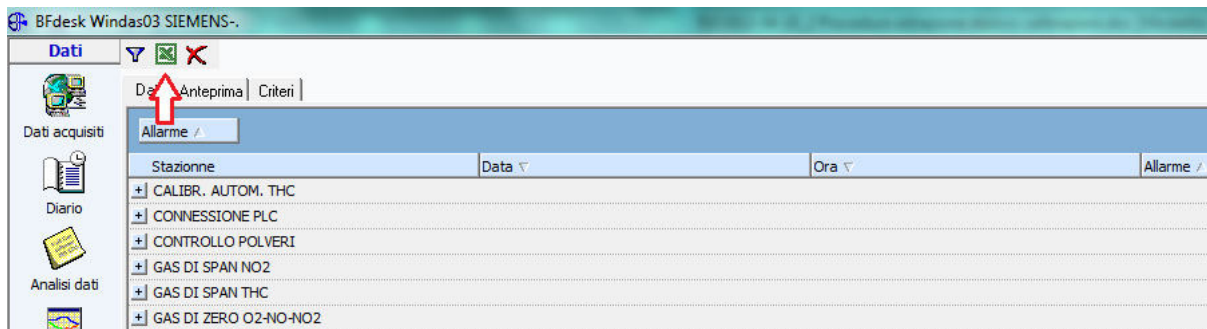 BFdesk Windas03 SIEMENS-.
Dati
Anteprima Criteri
Dati acquisiti
Allarme
Stazionne Data Ora Allarme
CALIBR. AUTOM. THC
Diario
CONNESSIONE PLC
CONTROLLO POLVERI
GAS DI SPAN NO2
Analisi dati
GAS DI SPAN THC
GAS DI ZERO O2-NO-NO2